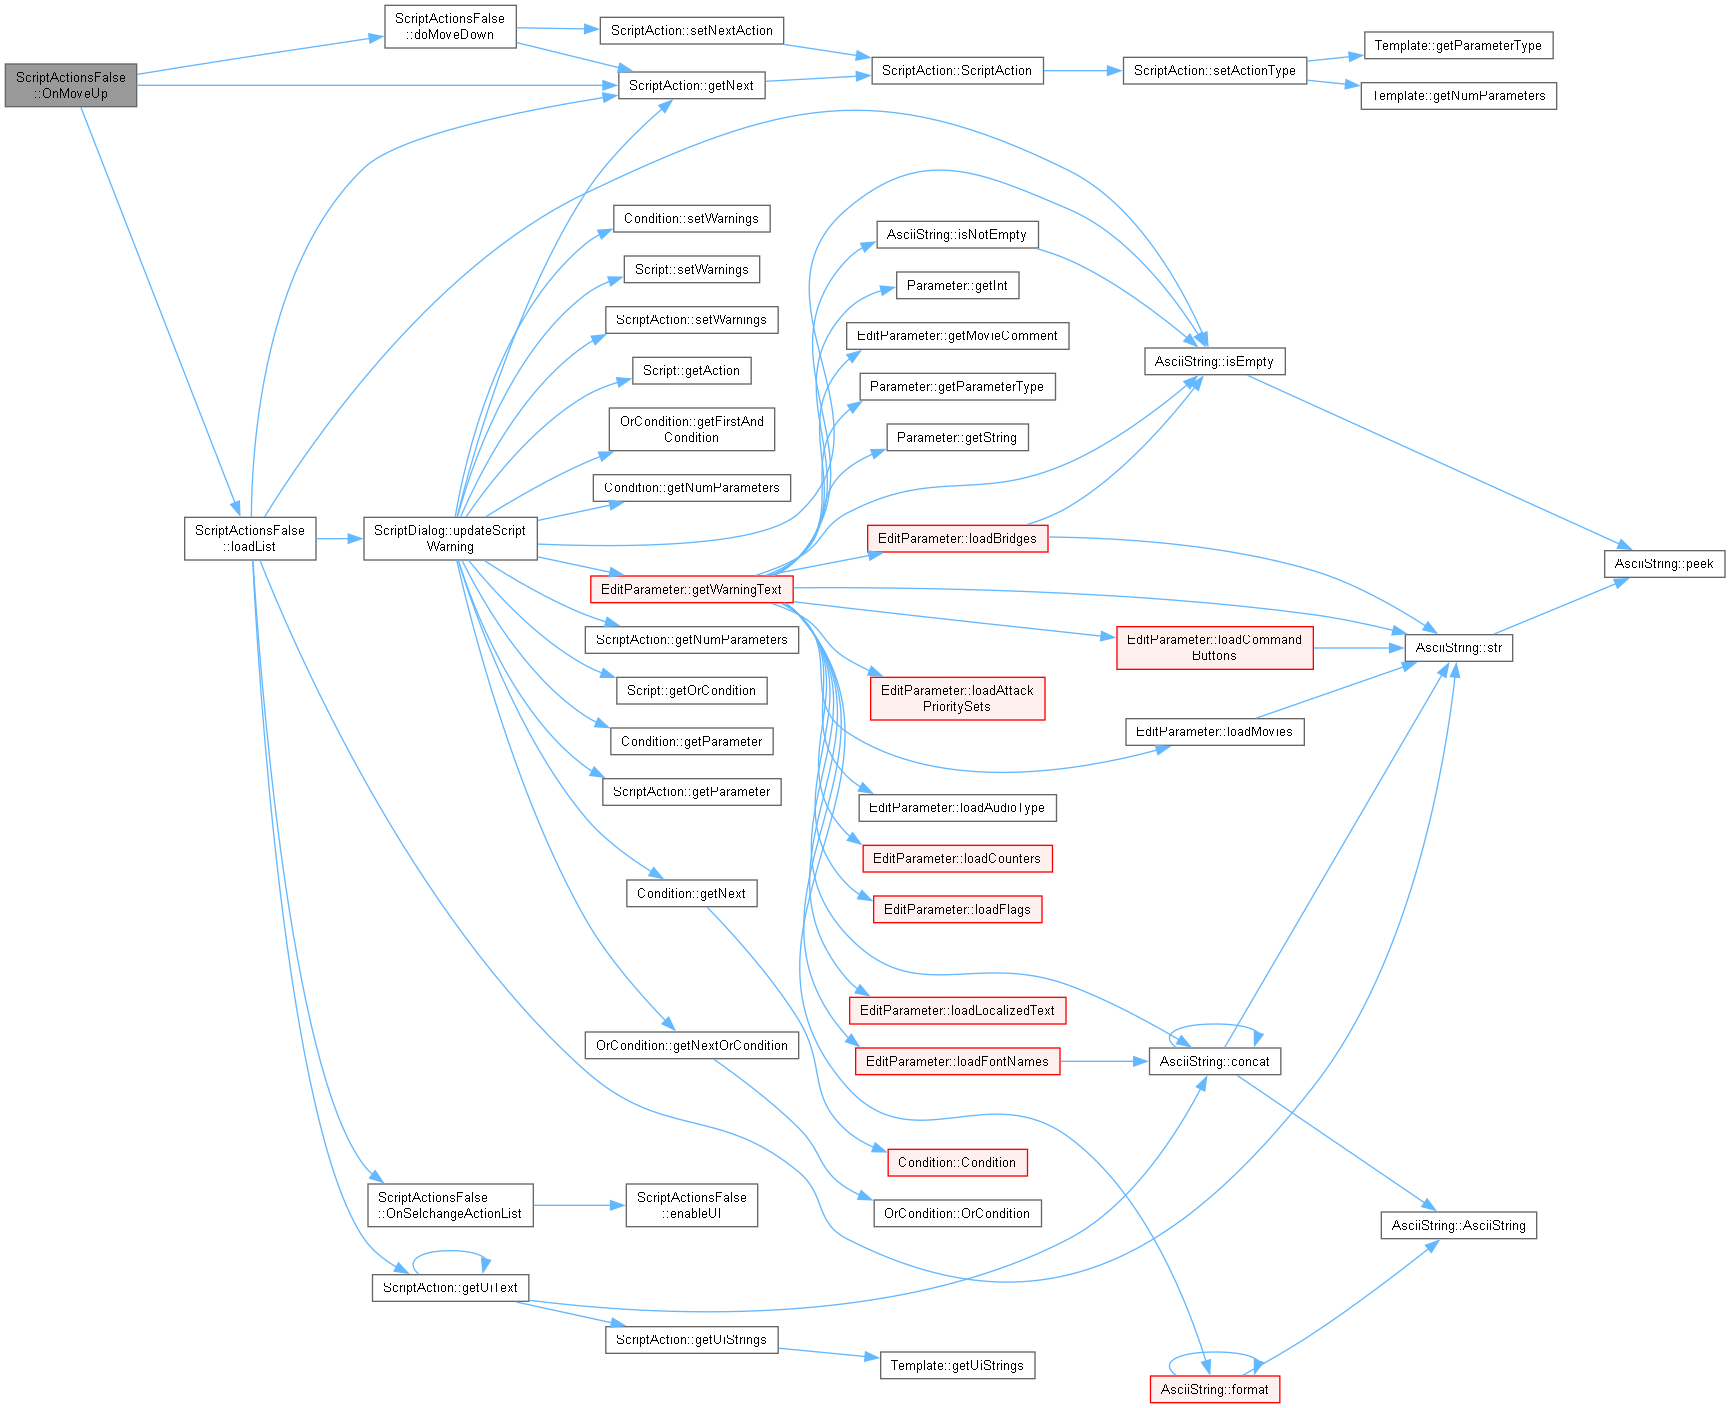 ScriptActionsFalse
::OnMoveUp
ScriptActionsFalse
::doMoveDown
ScriptAction::setNextAction
ScriptAction::getNext
ScriptAction::ScriptAction
ScriptAction::setActionType
Template::getParameterType
Template::getNumParameters
ScriptActionsFalse
::loadList
ScriptDialog::updateScript
Warning
Condition::setWarnings
Script::setWarnings
ScriptAction::setWarnings
Script::getAction
OrCondition::getFirstAnd
Condition
Condition::getNumParameters
EditParameter::getWarningText
ScriptAction::getNumParameters
Script::getOrCondition
Condition::getParameter
ScriptAction::getParameter
Condition::getNext
OrCondition::getNextOrCondition
AsciiString::isNotEmpty
Parameter::getInt
EditParameter::getMovieComment
Parameter::getParameterType
Parameter::getString
EditParameter::loadBridges
EditParameter::loadCommand
Buttons
EditParameter::loadAttack
PrioritySets
EditParameter::loadMovies
EditParameter::loadAudioType
EditParameter::loadCounters
EditParameter::loadFlags
EditParameter::loadLocalizedText
EditParameter::loadFontNames
Condition::Condition
OrCondition::OrCondition
AsciiString::isEmpty
AsciiString::peek
AsciiString::str
AsciiString::concat
AsciiString::AsciiString
AsciiString::format
ScriptActionsFalse
::OnSelchangeActionList
ScriptActionsFalse
::enableUI
ScriptAction::getUiText
ScriptAction::getUiStrings
Template::getUiStrings